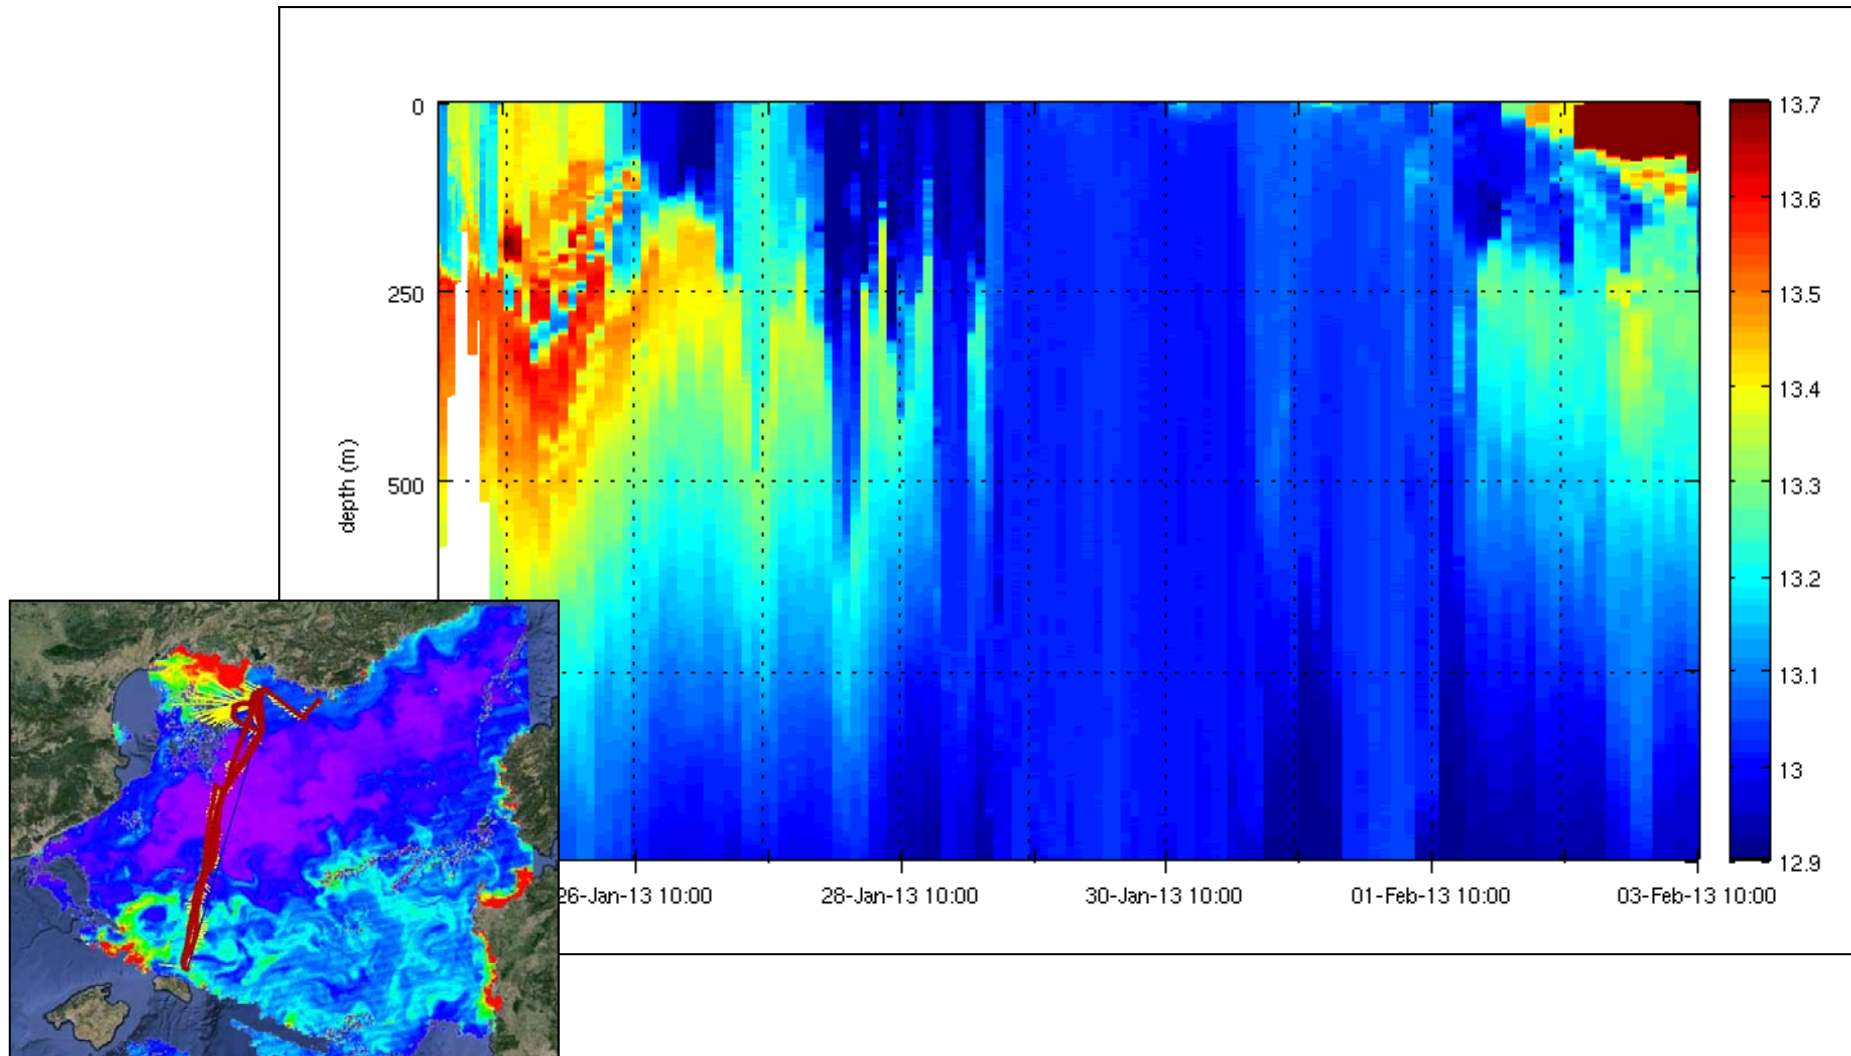 0
250
500
depth (m)
26-Jan-13 10:00
28-Jan-13 10:00
30-Jan-13 10:00
01-Feb-13 10:00
03-Feb-13 10:00
13.7
13.6
13.5
13.4
13.3
13.2
13.1
13
12.9